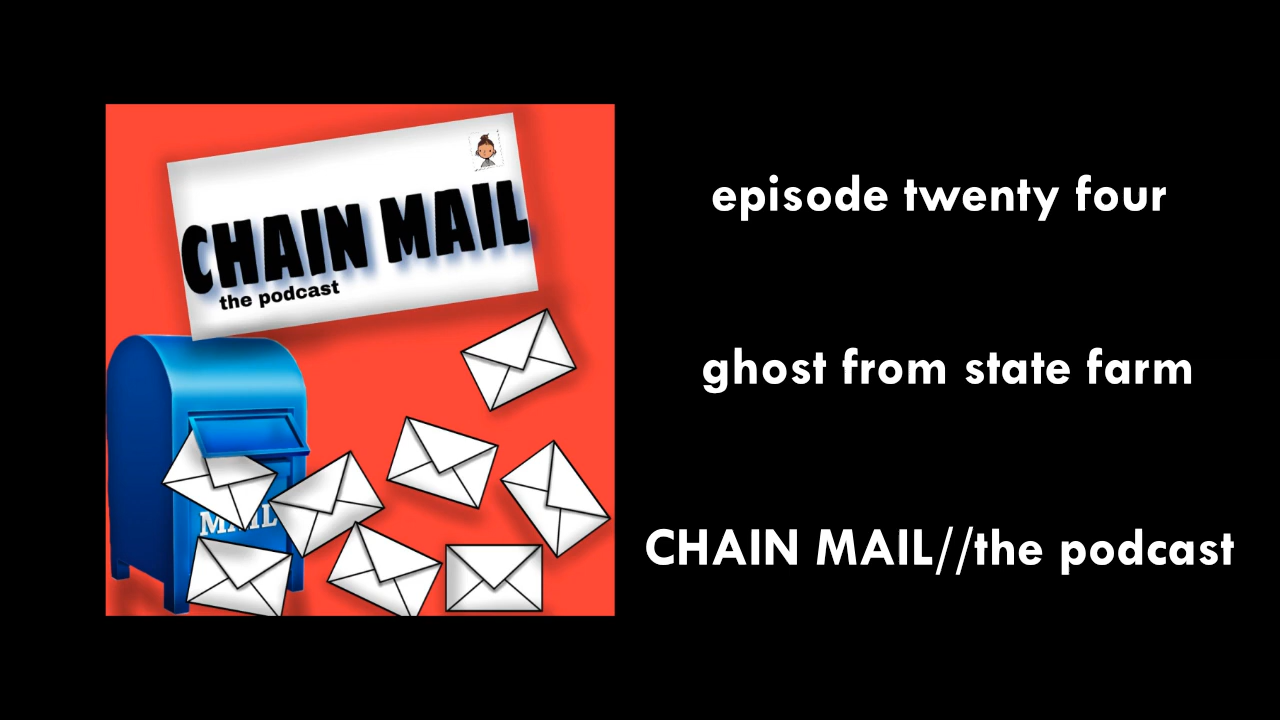 CHAIN MAIL
the podcast
MAIL
episode twenty four
ghost from state farm
CHAIN MAIL//the podcast